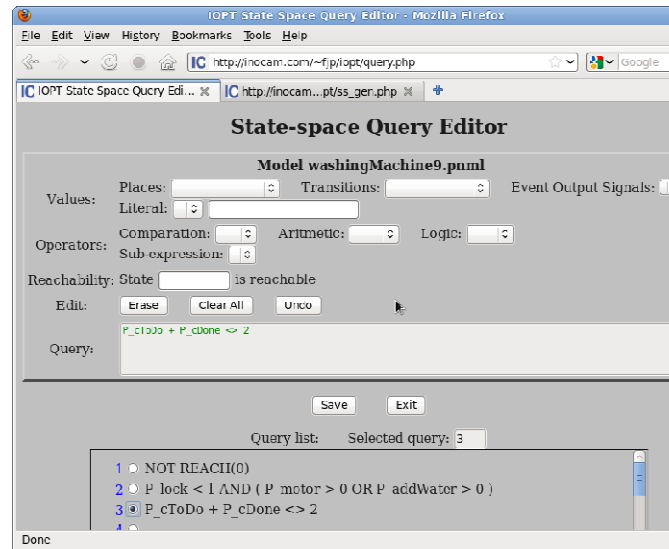 IOPT State Space Query Editor - Mozilla Firefox
File Edit View History Bookmarks Tools Help
IC http://inocam.com/~fjp/iopt/query.php Google
IC IOPT State Space Query Edi... IC http://inocam...pt/ss_gen.php
State-space Query Editor
Model washingMachine9.pnml
Values: Places: Transitions: Event Output Signals:
Literal:
Operators: Comparation: Aritmetic: Logic:
Sub-expression:
Reachability: State is reachable
Edit: Erase Clear All Undo
Query: P_cToDo + P_cDone <> 2
Save Exit
Query list: Selected query: 3
1 NOT REACH(0)
2 P_lock < 1 AND ( P_motor > 0 OR P_addWater > 0 )
3 P_cToDo + P_cDone <> 2
4
Done